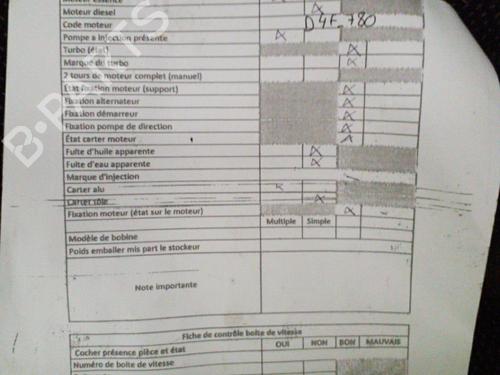 Moteur essence
Moteur diesel
Code moteur D4F_780
Pompe a injection présente
Turbo (état)
Marque de turbo
2 tours de moteur complet (manuel)
État fixation moteur (support)
Fixation alternateur
Fixation démarreur
Fixation pompe de direction
État carter moteur
Fuite d'huile apparente
Fuite d'eau apparente
Marque d'injection
Carter alu
Carter tôle
Fixation moteur (état sur le moteur)
Multiple Simple
Modèle de bobine
Poids emballer mis part le stockeur
Note importante
Fiche de contrôle boite de vitesse
Cocher présence pièce et état OUI NON BON MAUVAIS
Numéro de boite de vitesse
B-PARTS